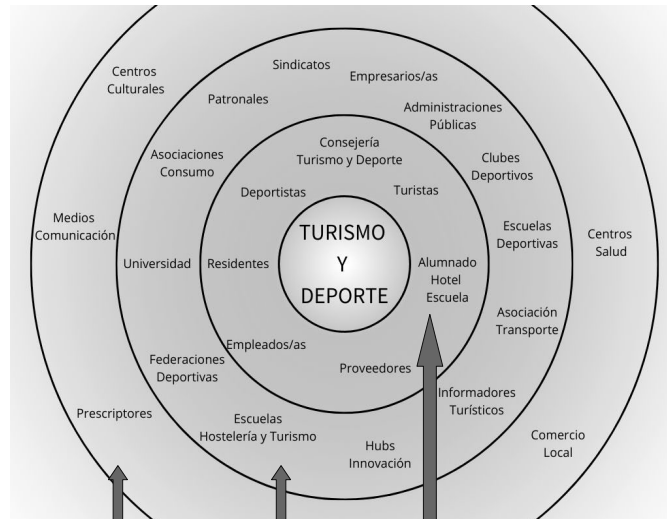 Sindicatos
Centros
Culturales
Empresarios/as
Patronales
Administraciones
Públicas
Consejería
Turismo y Deporte
Asociaciones
Consumo
Clubes
Deportivos
Deportistas
Turistas
Medios
Comunicación
Escuelas
Deportivas
Centros
Salud
TURISMO
Y
DEPORTE
Universidad
Residentes
Alumnado
Hotel
Escuela
Asociación
Transporte
Empleados/as
Federaciones
Deportivas
Proveedores
Informadores
Turísticos
Prescriptores
Escuelas
Hostelería y Turismo
Hubs
Innovación
Comercio
Local